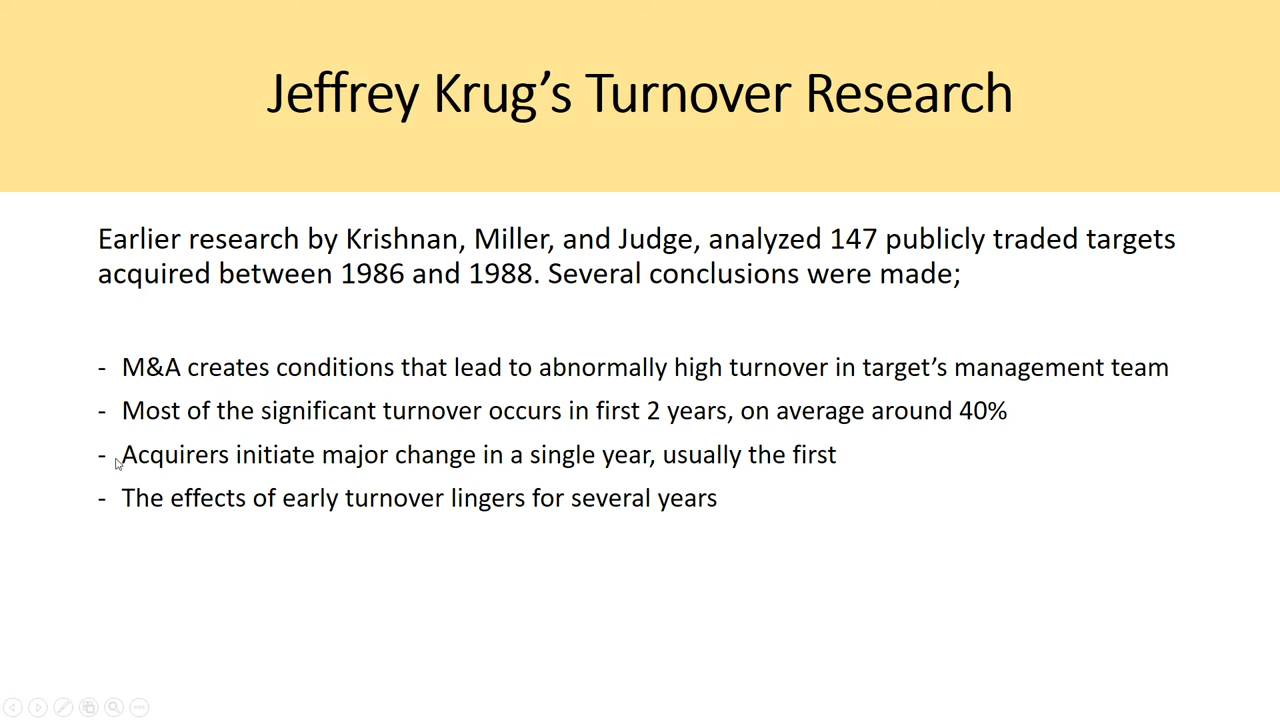 Jeffrey Krug’s Turnover Research
Earlier research by Krishnan, Miller, and Judge, analyzed 147 publicly traded targets
acquired between 1986 and 1988. Several conclusions were made;
- M&A creates conditions that lead to abnormally high turnover in target’s management team
- Most of the significant turnover occurs in first 2 years, on average around 40%
- Acquirers initiate major change in a single year, usually the first
- The effects of early turnover lingers for several years